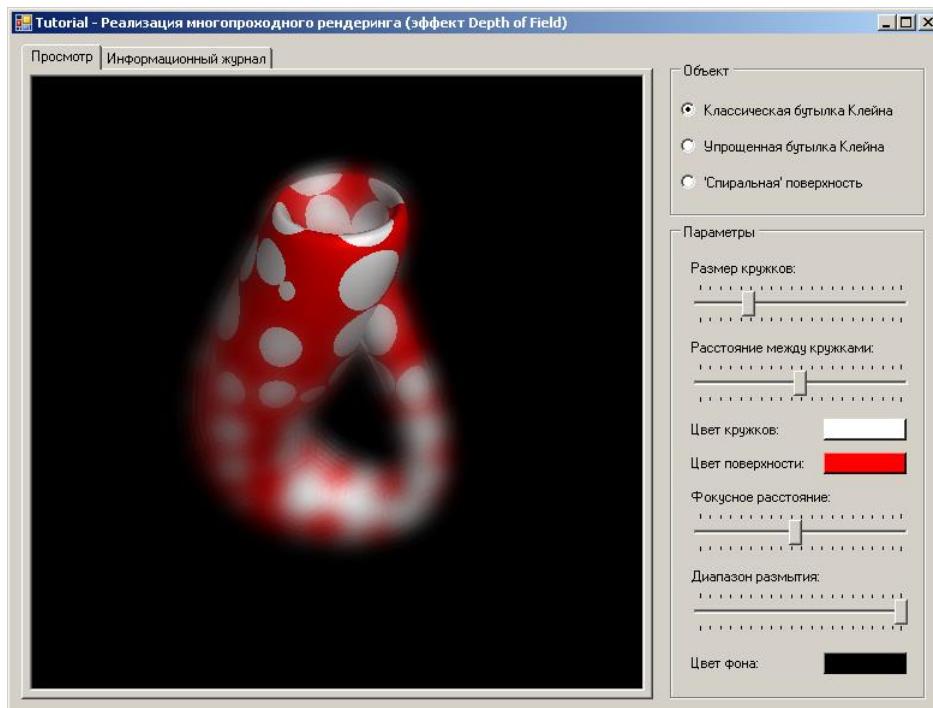 Tutorial - Реализация многопроходного рендеринга (эффект Depth of Field)
Просмотр
Информационный журнал
Объект
Классическая бутылка Клейна
Упрощенная бутылка Клейна
'Спиральная' поверхность
Параметры
Размер кружков:
Расстояние между кружками:
Цвет кружков:
Цвет поверхности:
Фокусное расстояние:
Диапазон размытия:
Цвет фона: